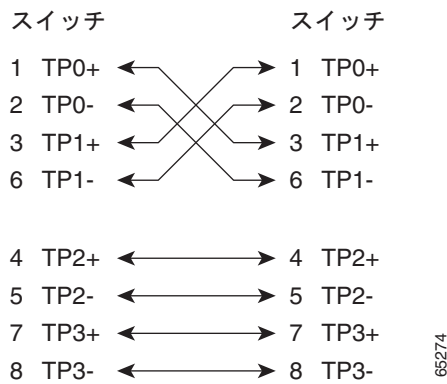 スイッチ スイッチ
1 TP0+ 1 TP0+
2 TP0- 2 TP0-
3 TP1+ 3 TP1+
6 TP1- 6 TP1-
4 TP2+ 4 TP2+
5 TP2- 5 TP2-
7 TP3+ 7 TP3+
8 TP3- 8 TP3-
65274